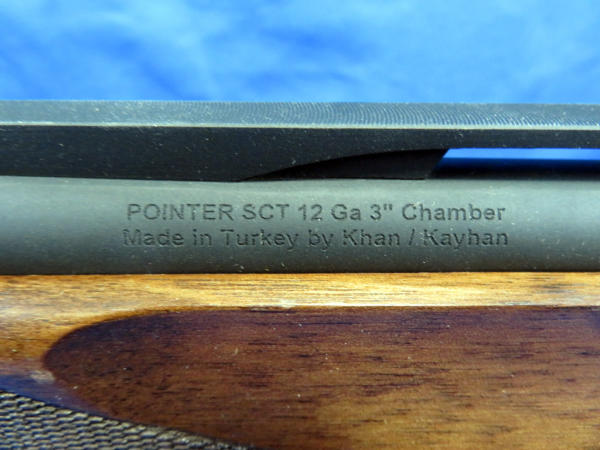 POINTER SCT 12 Ga 3" Chamber
Made in Turkey by Khan / Kayhan